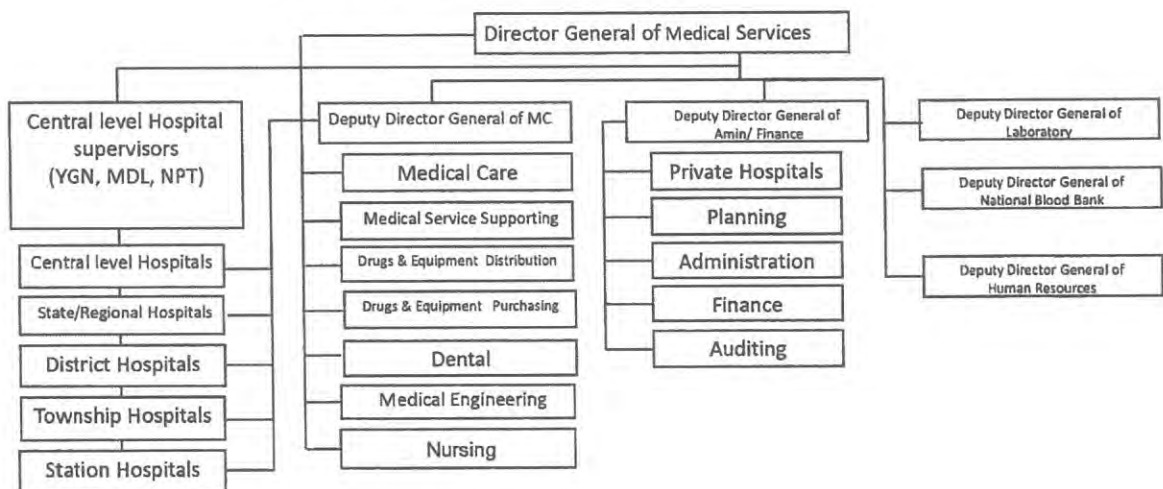 Director General of Medical Services
Central level Hospital
supervisors
(YGN, MDL, NPT)
Central level Hospitals
State/Regional Hospitals
District Hospitals
Township Hospitals
Station Hospitals
Deputy Director General of MC
Medical Care
Medical Service Supporting
Drugs & Equipment Distribution
Drugs & Equipment Purchasing
Dental
Medical Engineering
Nursing
Deputy Director General of
Amin/ Finance
Private Hospitals
Planning
Administration
Finance
Auditing
Deputy Director General of
Laboratory
Deputy Director General of
National Blood Bank
Deputy Director General of
Human Resources